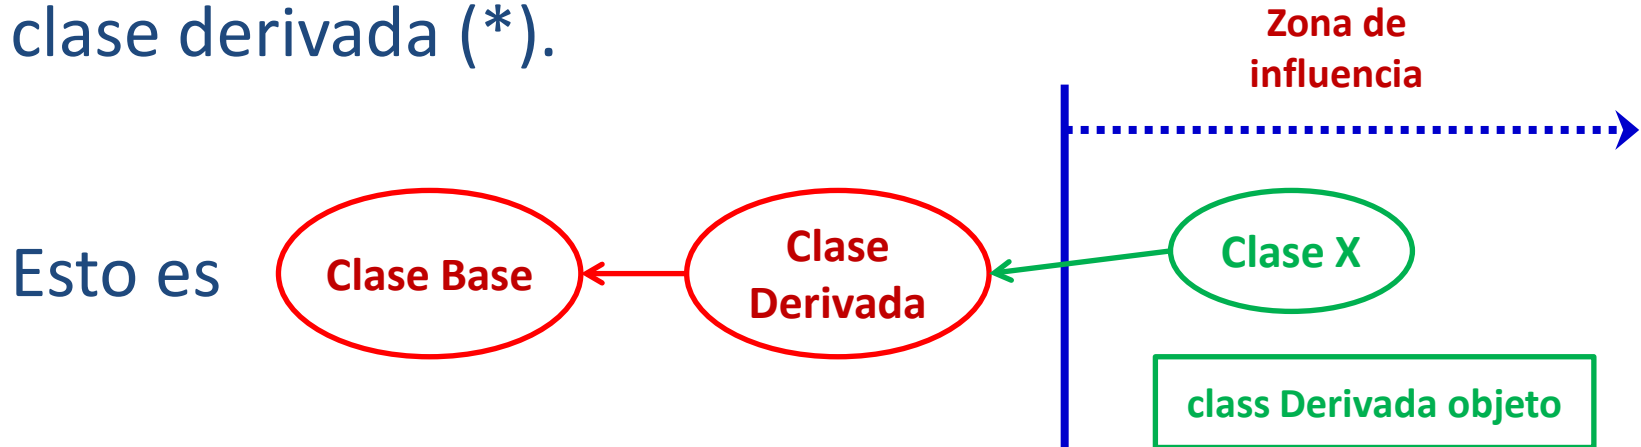 clase derivada (*).
Zona de
influencia
Esto es
Clase Base
Clase
Derivada
Clase X
class Derivada objeto